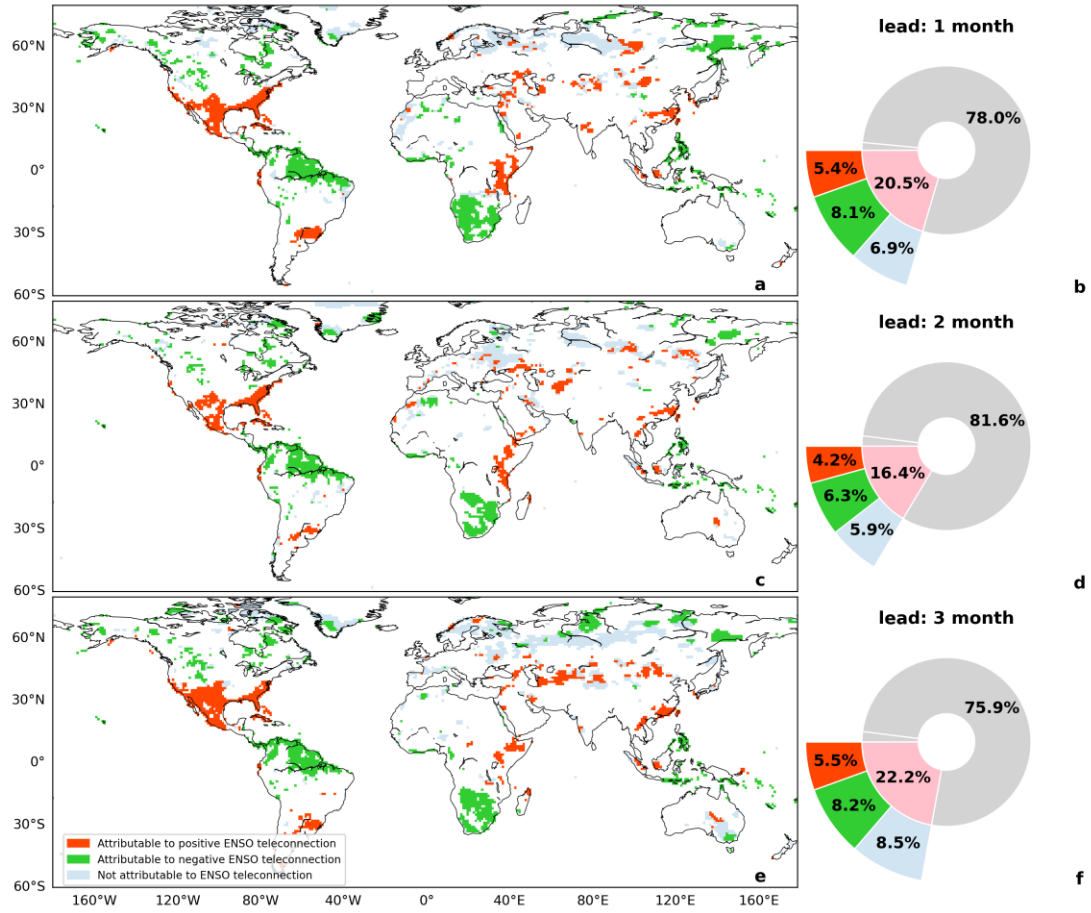 60°N
30°N
0°
30°S
60°S
a
lead: 1 month
78.0%
5.4%
20.5%
8.1%
6.9%
b
60°N
30°N
0°
30°S
60°S
c
lead: 2 month
81.6%
4.2%
16.4%
6.3%
5.9%
d
60°N
30°N
0°
30°S
60°S
Attributable to positive ENSO teleconnection
Attributable to negative ENSO teleconnection
Not attributable to ENSO teleconnection
e
160°W
120°W
80°W
40°W
0°
40°E
80°E
120°E
160°E
lead: 3 month
75.9%
5.5%
22.2%
8.2%
8.5%
f